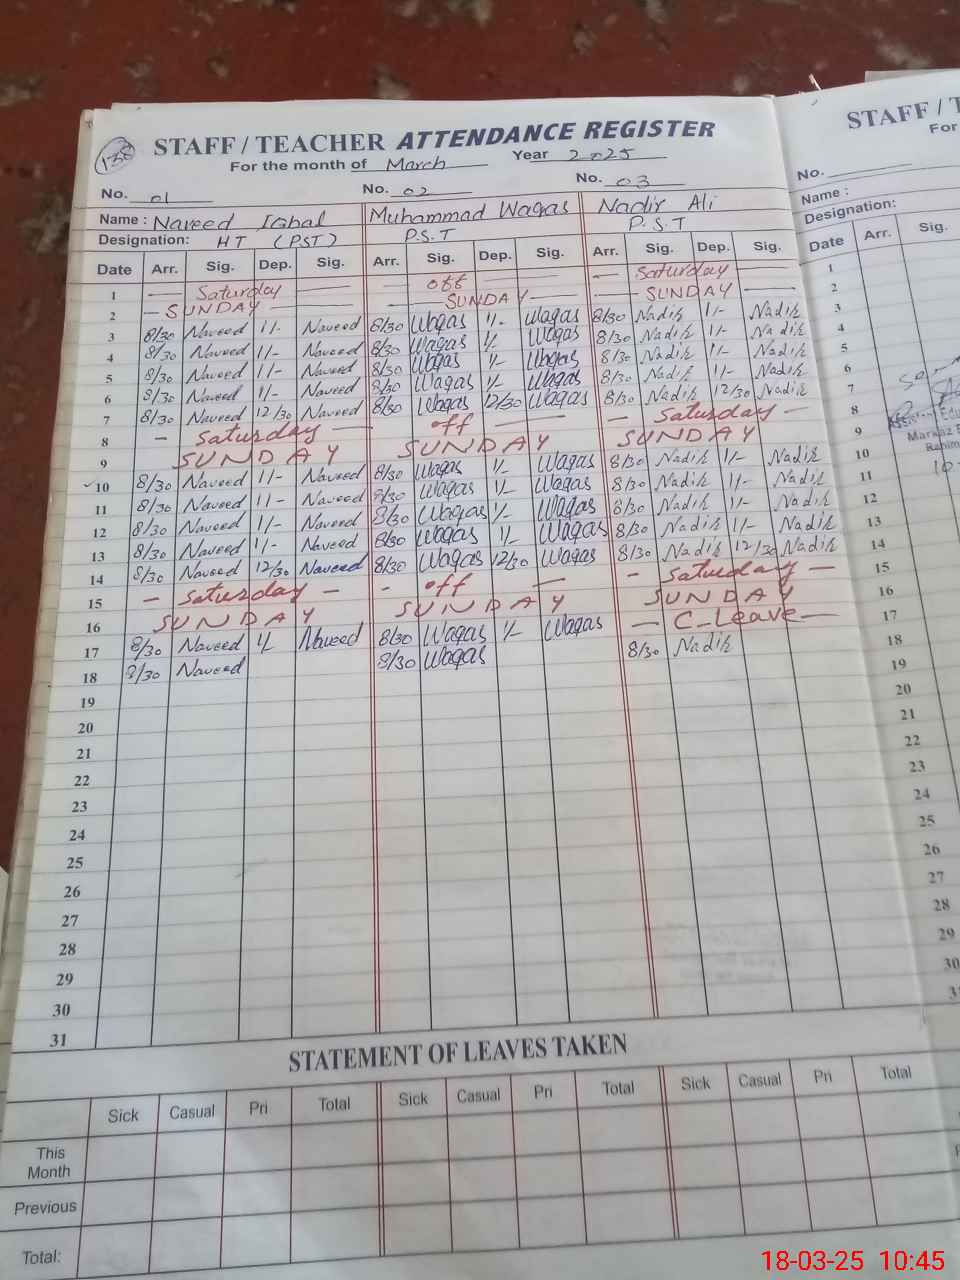 138
STAFF / TEACHER ATTENDANCE REGISTER
For the month of March Year 2025
No. 01 No. 02 No. 03
Name : Naveed Iqbal Muhammad Waqas Nadir Ali
Designation: HT (PST) P.S.T P.S.T
Date Arr. Sig. Dep. Sig. Arr. Sig. Dep. Sig. Arr. Sig. Dep. Sig.
1 — Saturday — — off — — Saturday —
2 — SUNDAY — — SUNDAY — — SUNDAY —
3 8/30 Naveed 1/- Naveed 8/30 Waqas 1/- Waqas 8/30 Nadir 1/- Nadir
4 8/30 Naveed 1/- Naveed 8/30 Waqas 1/- Waqas 8/30 Nadir 1/- Nadir
5 8/30 Naveed 1/- Naveed 8/30 Waqas 1/- Waqas 8/30 Nadir 1/- Nadir
6 8/30 Naveed 1/- Naveed 8/30 Waqas 1/- Waqas 8/30 Nadir 1/- Nadir
7 8/30 Naveed 12/30 Naveed 8/30 Waqas 12/30 Waqas 8/30 Nadir 12/30 Nadir
8 — Saturday — — off — — Saturday —
9 SUNDAY SUNDAY SUNDAY
10 8/30 Naveed 1/- Naveed 8/30 Waqas 1/- Waqas 8/30 Nadir 1/- Nadir
11 8/30 Naveed 1/- Naveed 8/30 Waqas 1/- Waqas 8/30 Nadir 1/- Nadir
12 8/30 Naveed 1/- Naveed 8/30 Waqas 1/- Waqas 8/30 Nadir 1/- Nadir
13 8/30 Naveed 1/- Naveed 8/30 Waqas 1/- Waqas 8/30 Nadir 1/- Nadir
14 8/30 Naveed 12/30 Naveed 8/30 Waqas 12/30 Waqas 8/30 Nadir 12/30 Nadir
15 — Saturday — - off — — Saturday —
16 SUNDAY SUNDAY SUNDAY
17 8/30 Naveed 1/- Naveed 8/30 Waqas 1/- Waqas — C-Leave —
18 8/30 Naveed 8/30 Waqas 8/30 Nadir
19
20
21
22
23
24
25
26
27
28
29
30
31
STATEMENT OF LEAVES TAKEN
Sick Casual Pri Total Sick Casual Pri Total Sick Casual Pri Total
This Month
Previous
Total:
STAFF / T
For
No.
Name :
Designation:
Date Arr. Sig.
1
2
3
4
5
6
7
8
9
10
11
12
13
14
15
16
17
18
19
20
21
22
23
24
25
26
27
28
29
30
18-03-25 10:45